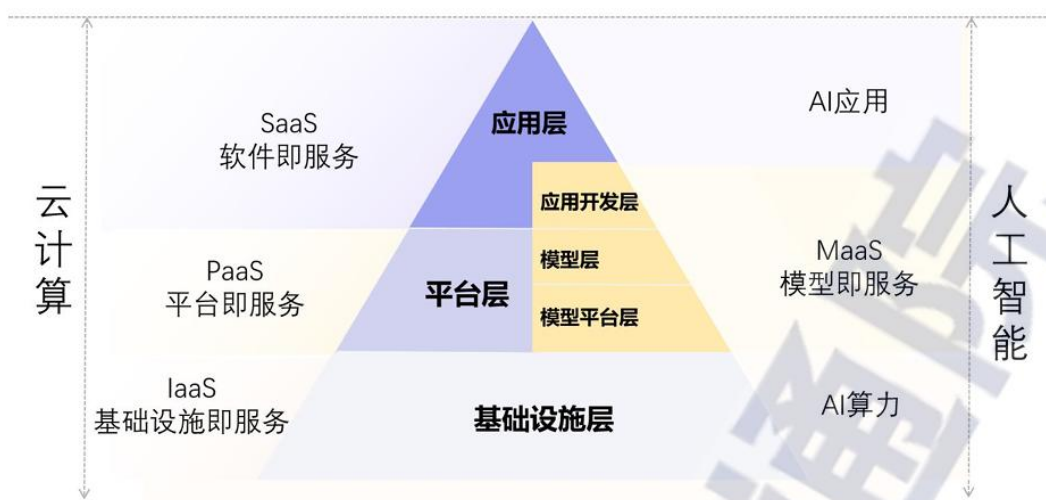 云计算
SaaS
软件即服务
PaaS
平台即服务
IaaS
基础设施即服务
应用层
应用开发层
平台层
模型层
模型平台层
基础设施层
AI应用
MaaS
模型即服务
AI算力
人工智能